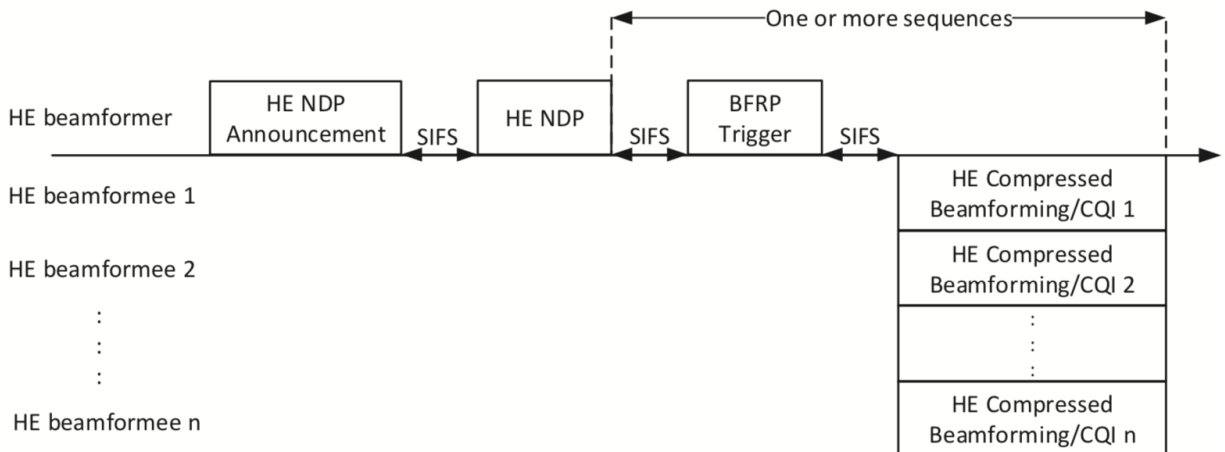 One or more sequences
HE beamformer
HE NDP
Announcement
SIFS
HE NDP
SIFS
BFRP
Trigger
SIFS
HE beamformee 1
HE Compressed
Beamforming/CQI 1
HE beamformee 2
HE Compressed
Beamforming/CQI 2
:
:
:
:
:
:
HE beamformee n
HE Compressed
Beamforming/CQI n